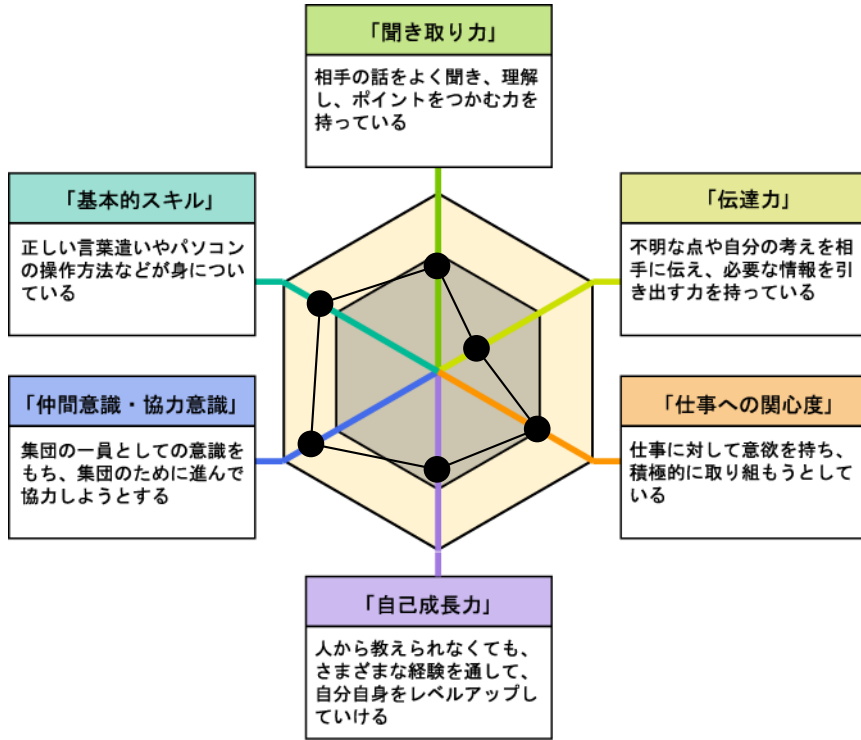 「聞き取り力」
相手の話をよく聞き、理解
し、ポイントをつかむ力を
持っている
「基本的スキル」
正しい言葉遣いやパソコン
の操作方法などが身につい
ている
「伝達力」
不明な点や自分の考えを相
手に伝え、必要な情報を引
き出す力を持っている
「仲間意識・協力意識」
集団の一員としての意識を
もち、集団のために進んで
協力しようとする
「仕事への関心度」
仕事に対して意欲を持ち、
積極的に取り組もうとして
いる
「自己成長力」
人から教えられなくても、
さまざまな経験を通して、
自分自身をレベルアップし
ていける